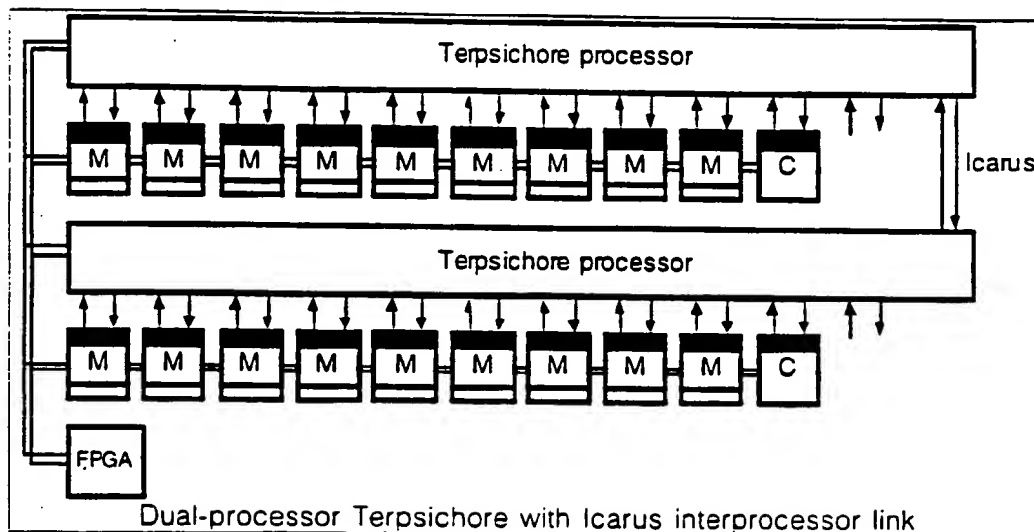 Terpsichore processor
M M M M M M M M M C
Icarus
Terpsichore processor
M M M M M M M M M C
FPGA
Dual-processor Terpsichore with Icarus interprocessor link